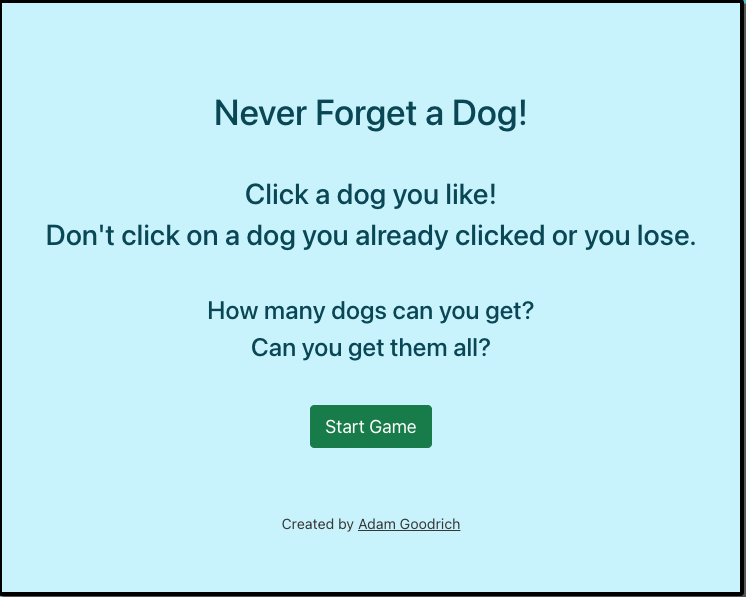 Never Forget a Dog!
Click a dog you like!
Don't click on a dog you already clicked or you lose.
How many dogs can you get?
Can you get them all?
Start Game
Created by Adam Goodrich